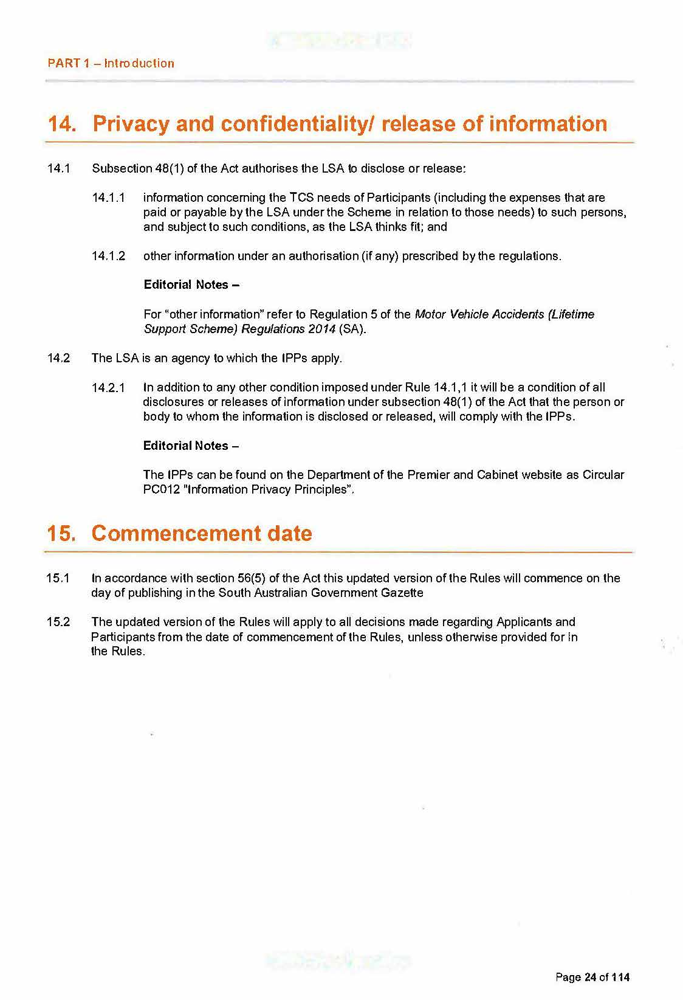 PART 1 – Introduction
14. Privacy and confidentiality/ release of information
14.1 Subsection 48(1) of the Act authorises the LSA to disclose or release:
14.1.1 information concerning the TCS needs of Participants (including the expenses that are
paid or payable by the LSA under the Scheme in relation to those needs) to such persons,
and subject to such conditions, as the LSA thinks fit; and
14.1.2 other information under an authorisation (if any) prescribed by the regulations.
Editorial Notes –
For “other information” refer to Regulation 5 of the Motor Vehicle Accidents (Lifetime
Support Scheme) Regulations 2014 (SA).
14.2 The LSA is an agency to which the IPPs apply.
14.2.1 In addition to any other condition imposed under Rule 14.1,1 it will be a condition of all
disclosures or releases of information under subsection 48(1) of the Act that the person or
body to whom the information is disclosed or released, will comply with the IPPs.
Editorial Notes –
The IPPs can be found on the Department of the Premier and Cabinet website as Circular
PC012 "Information Privacy Principles”.
15. Commencement date
15.1 In accordance with section 56(5) of the Act this updated version of the Rules will commence on the
day of publishing in the South Australian Government Gazette
15.2 The updated version of the Rules will apply to all decisions made regarding Applicants and
Participants from the date of commencement of the Rules, unless otherwise provided for in
the Rules.
Page 24 of 114